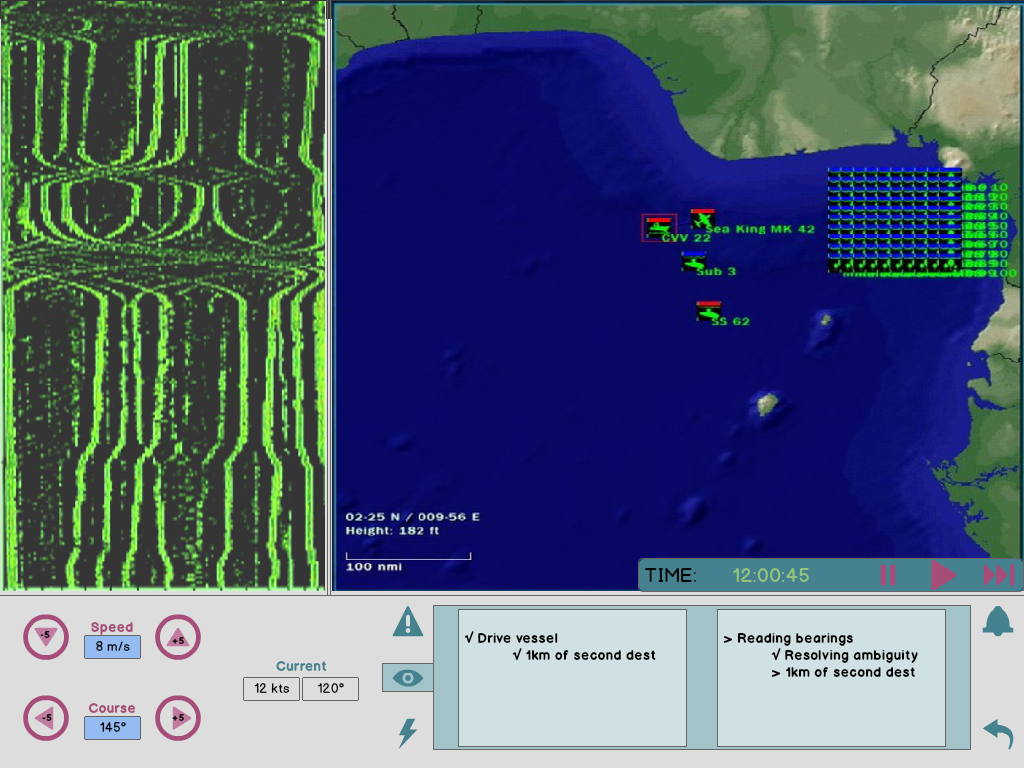 CVV 22
Sea King MK 42
Sub 3
SS 62
02-25 N / 009-56 E
Height: 182 ft
100 nmi
TIME: 12:00:45
Speed
-5 8 m/s +5
Course
-5 145° +5
Current
12 kts 120°
√ Drive vessel
√ 1km of second dest
> Reading bearings
√ Resolving ambiguity
> 1km of second dest